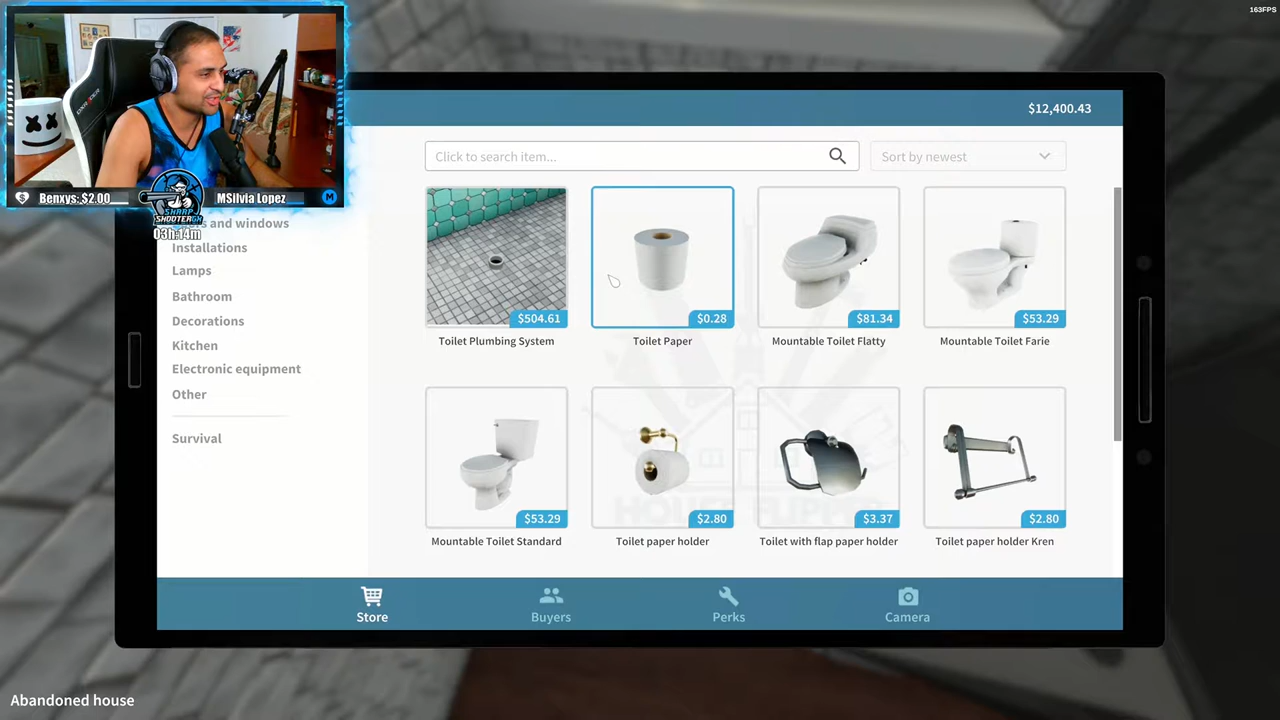 163FPS
$12,400.43
Click to search item...
Sort by newest
Benxys: $2.00
MSilvia Lopez
SHARP
SHOOTER
03h:14m
and windows
Installations
Lamps
Bathroom
Decorations
Kitchen
Electronic equipment
Other
Survival
$504.61
Toilet Plumbing System
$0.28
Toilet Paper
$81.34
Mountable Toilet Flatty
$53.29
Mountable Toilet Farie
$53.29
Mountable Toilet Standard
$2.80
Toilet paper holder
$3.37
Toilet with flap paper holder
$2.80
Toilet paper holder Kren
HOUSE FLIPPER
Store
Buyers
Perks
Camera
Abandoned house